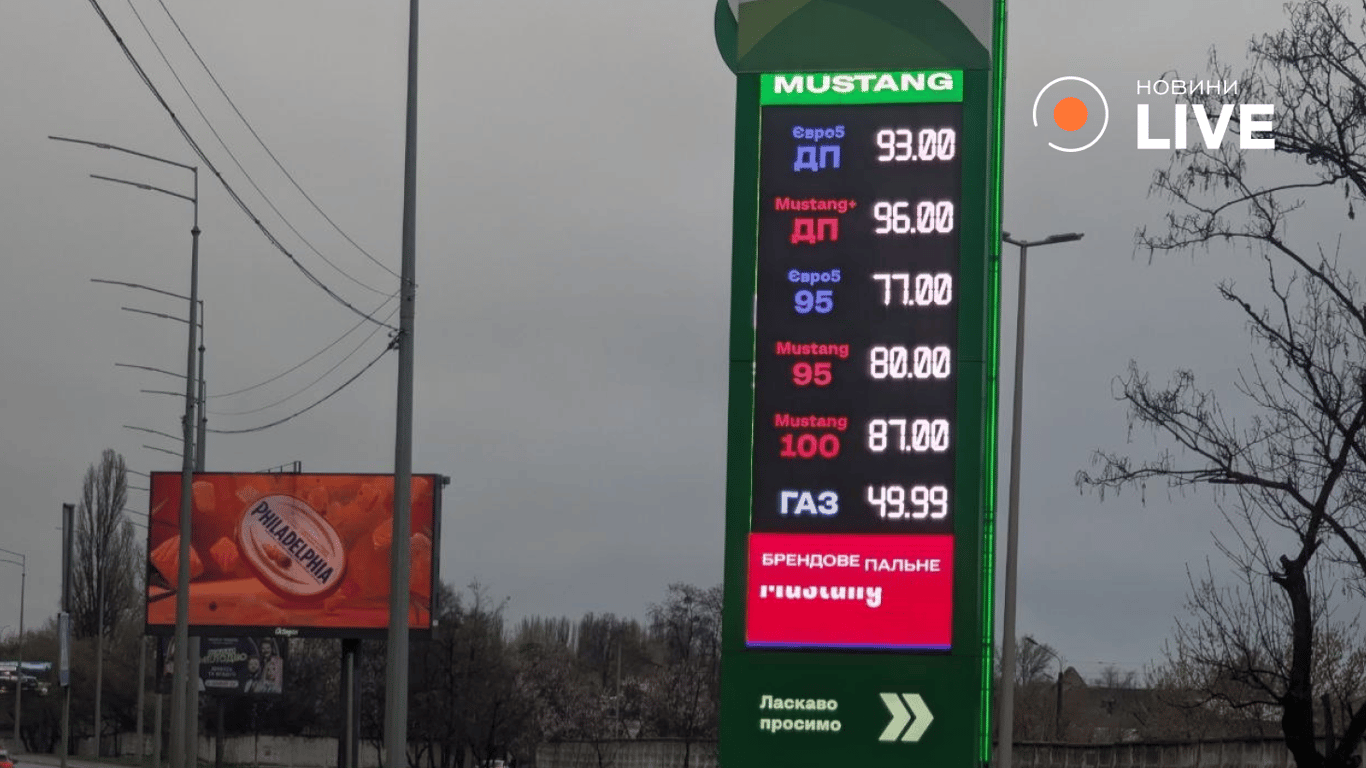 НОВИНИ
LIVE
MUSTANG
Євро5
ДП
93.00
Mustang+
ДП
96.00
Євро5
95
77.00
Mustang
95
80.00
Mustang
100
87.00
ГАЗ
49.99
БРЕНДОВЕ ПАЛЬНЕ
Mustang
Ласкаво
просимо
PHILADELPHIA